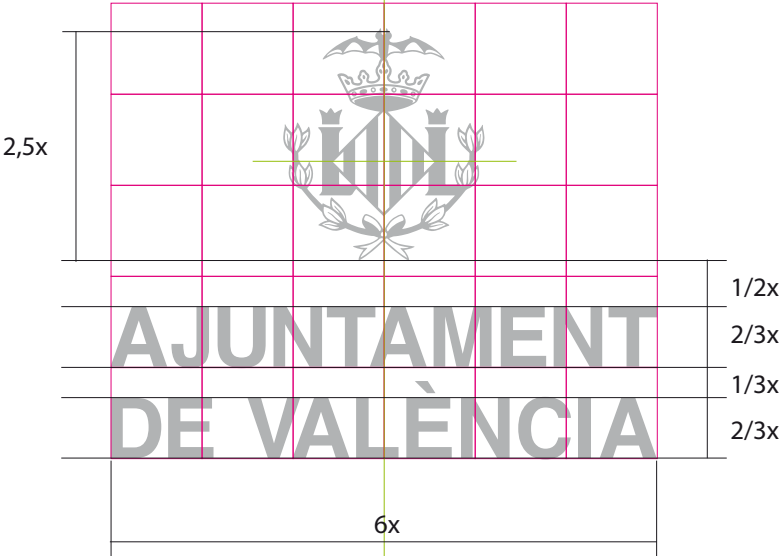 2,5x
1/2x
AJUNTAMENT
2/3x
1/3x
DE VALÈNCIA
2/3x
6x